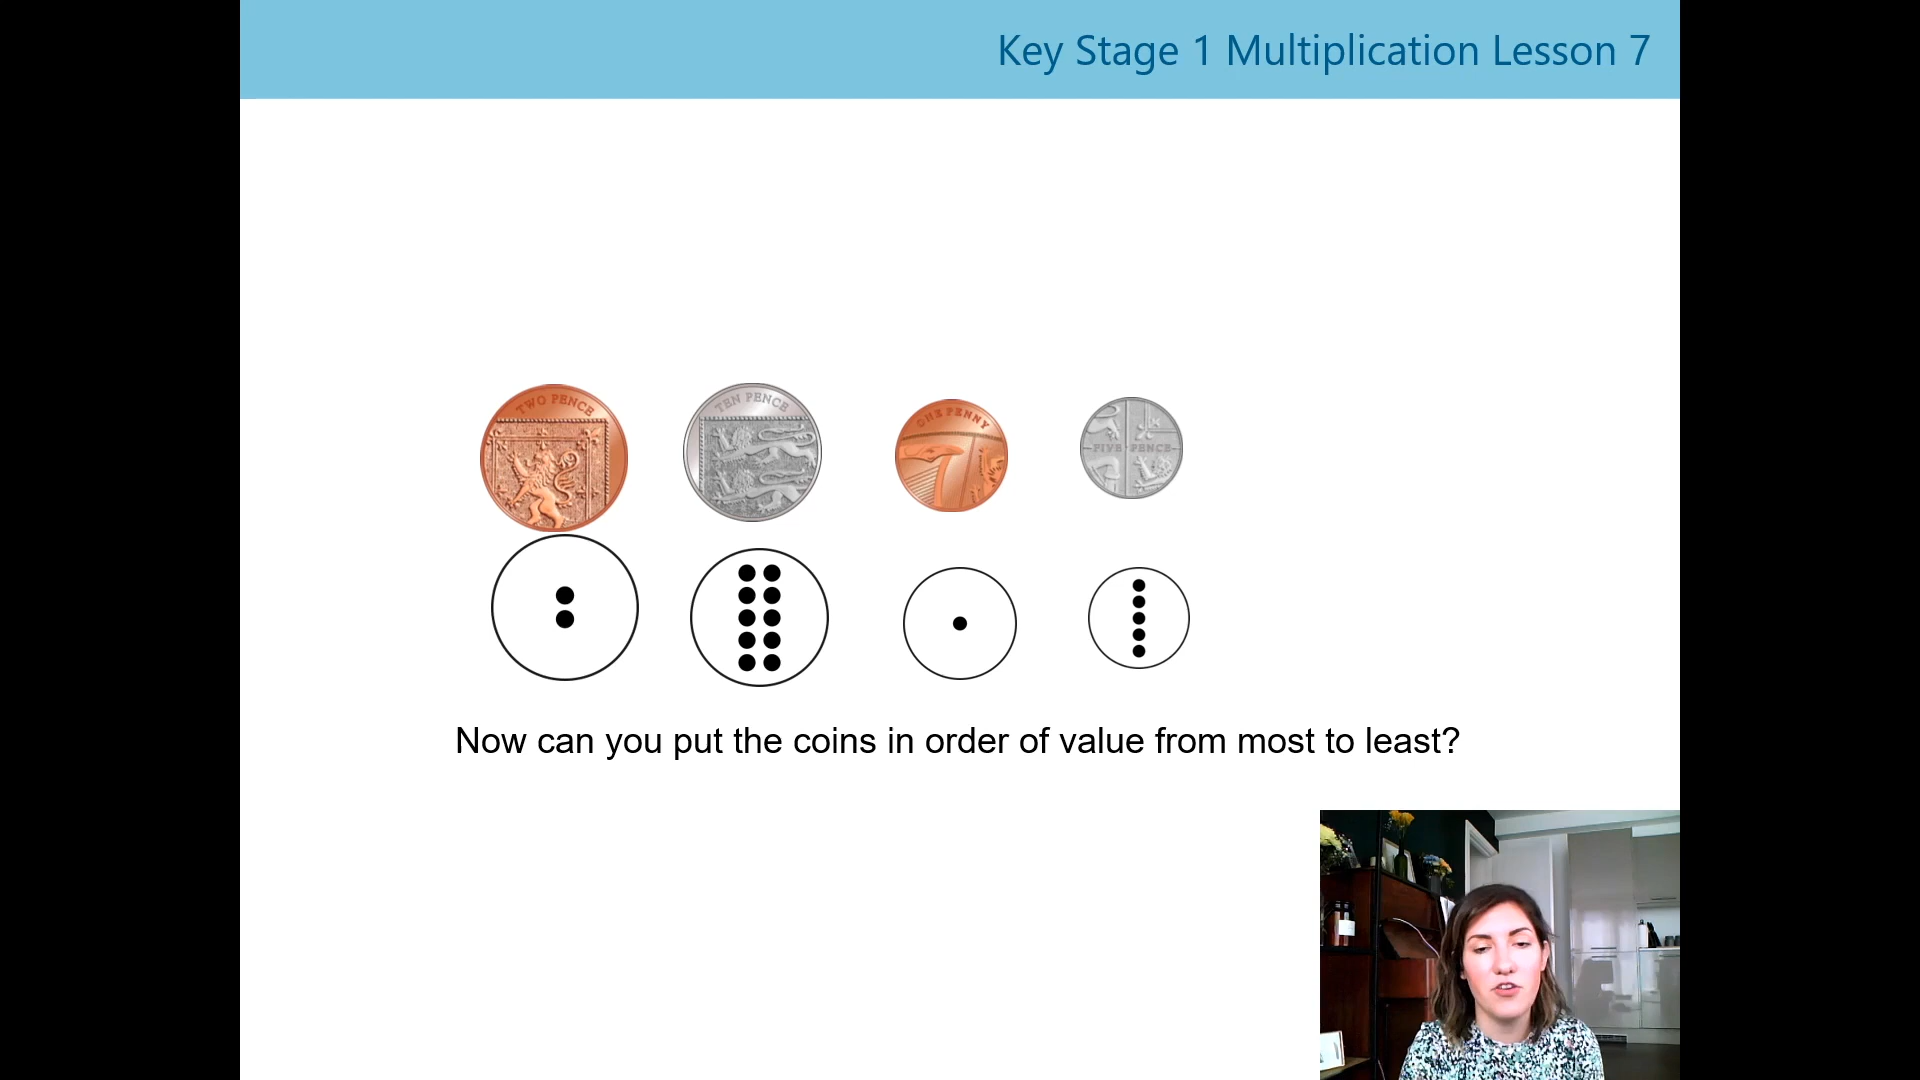 Key Stage 1 Multiplication Lesson 7
TWO PENCE
TEN PENCE
ONE PENNY
FIVE PENCE
Now can you put the coins in order of value from most to least?